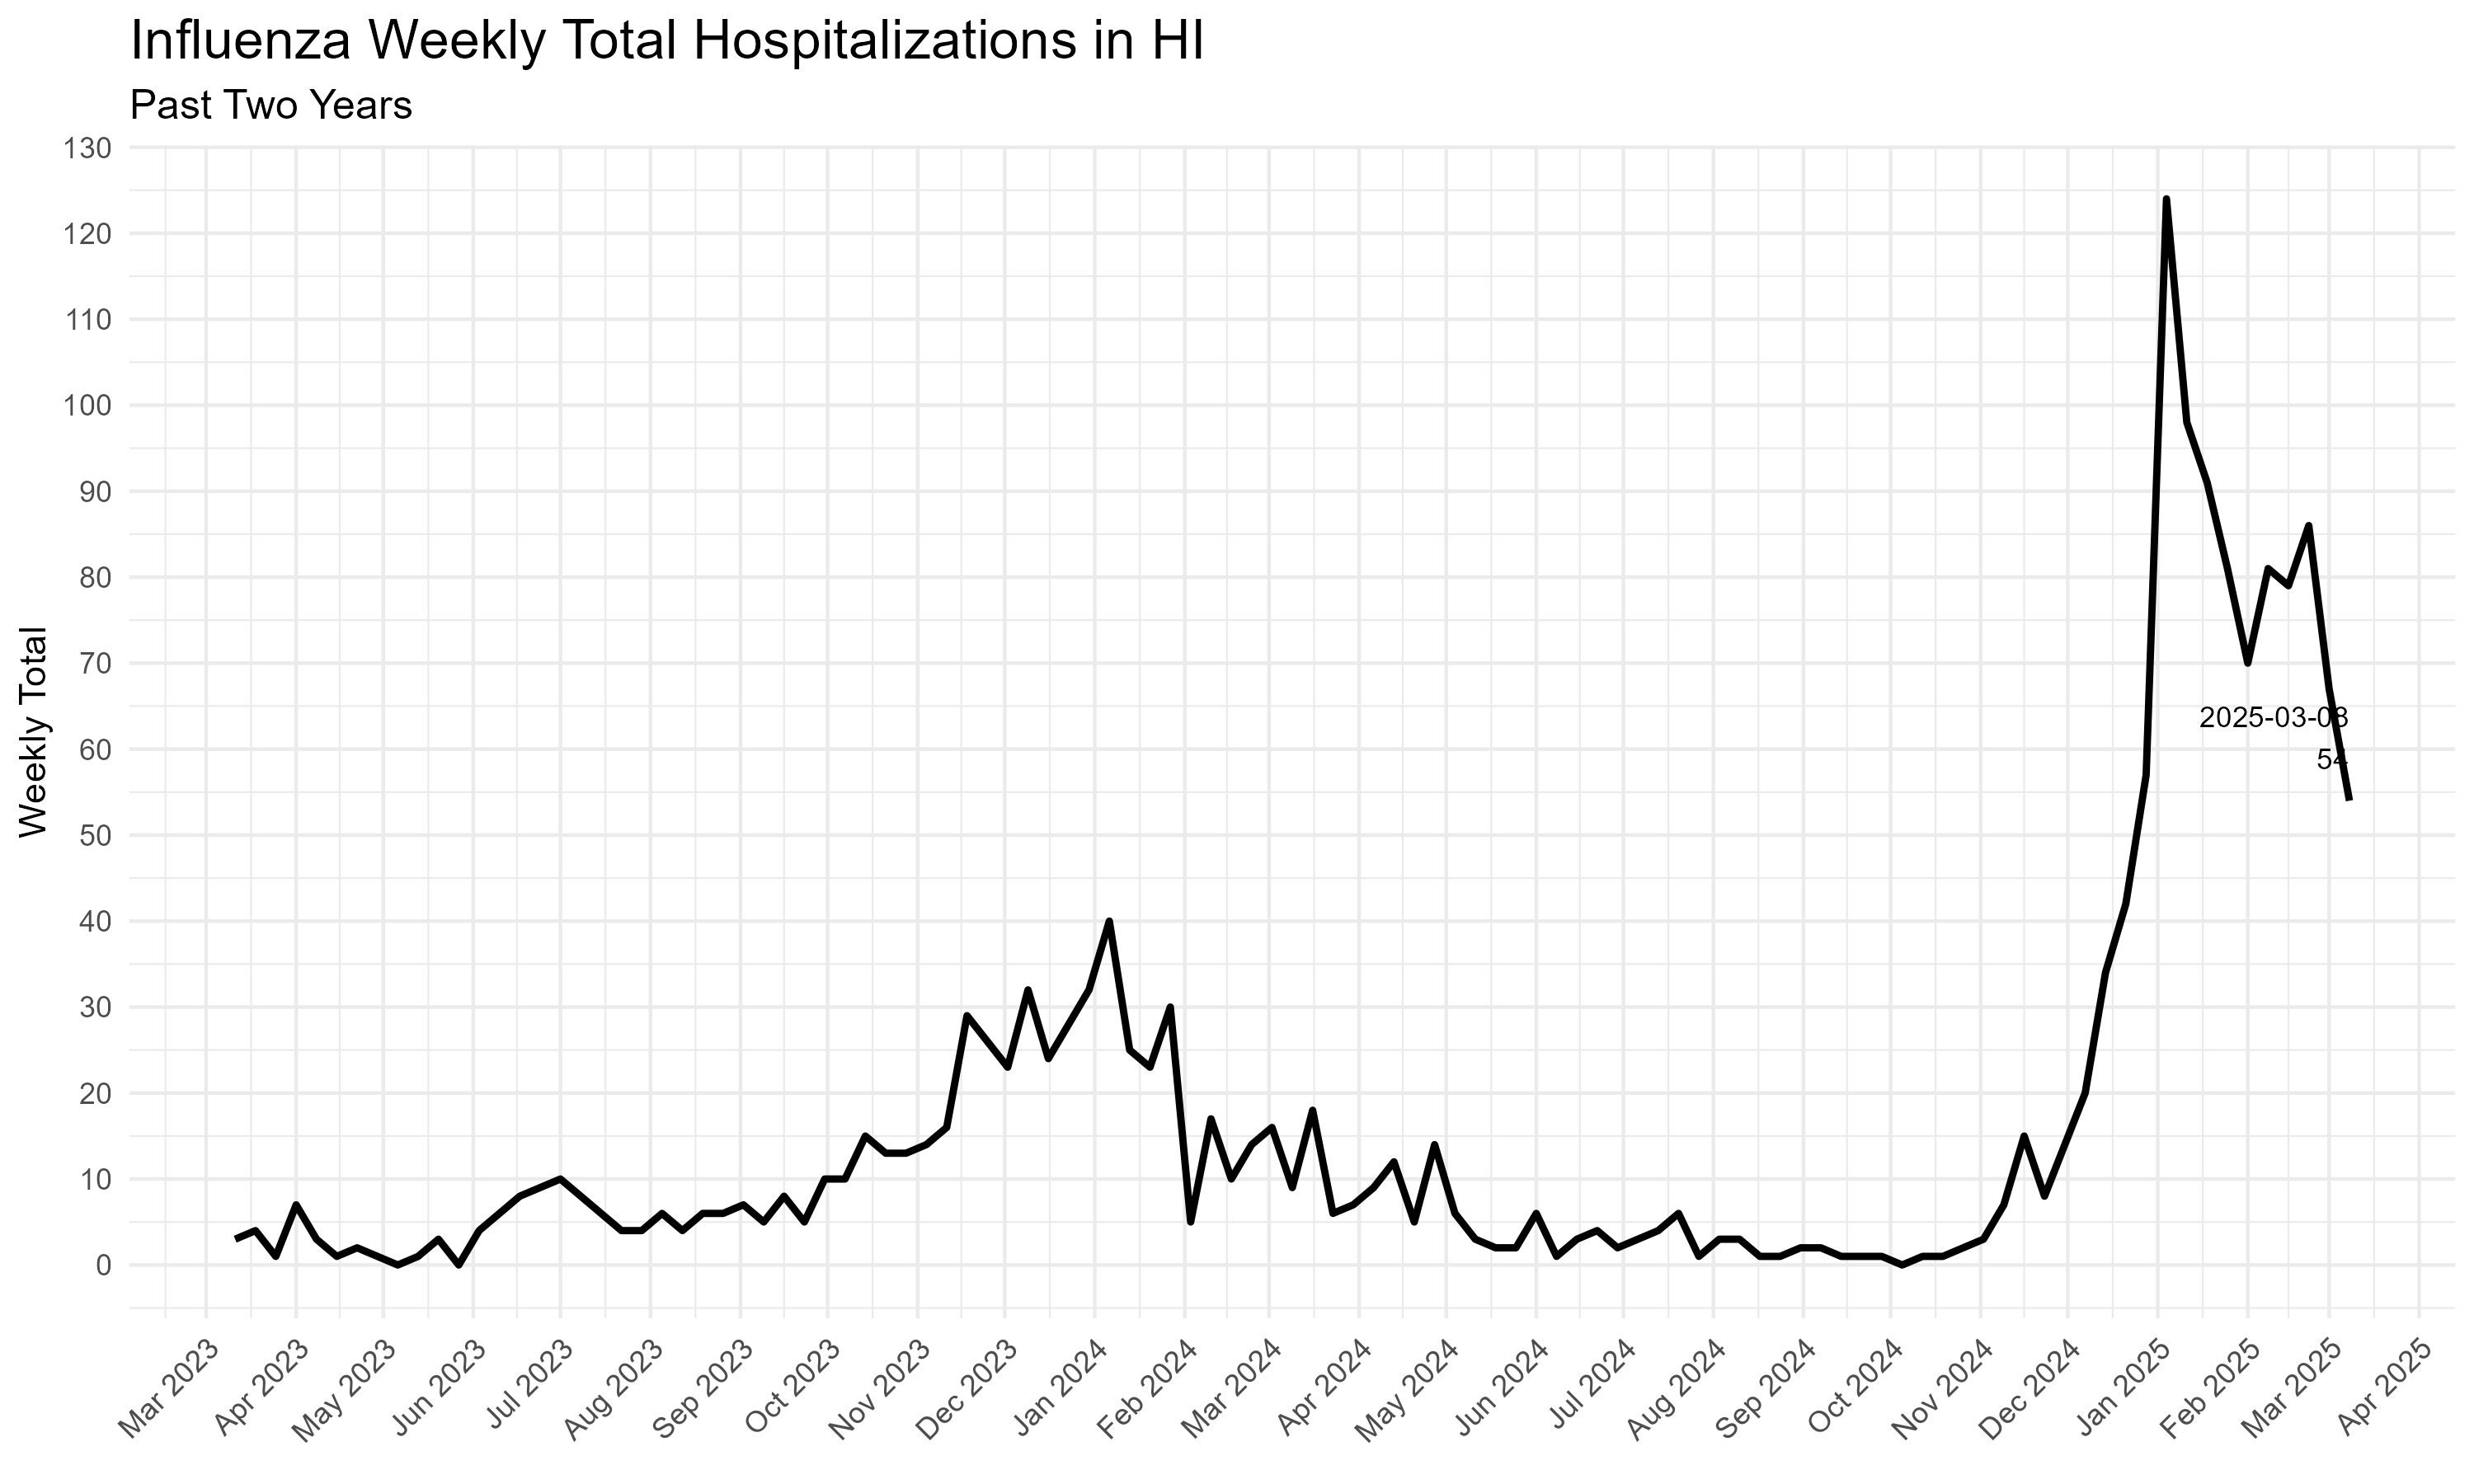 Influenza Weekly Total Hospitalizations in HI
Past Two Years
Weekly Total
130
120
110
100
90
80
70
60
50
40
30
20
10
0
2025-03-08
54
Mar 2023
Apr 2023
May 2023
Jun 2023
Jul 2023
Aug 2023
Sep 2023
Oct 2023
Nov 2023
Dec 2023
Jan 2024
Feb 2024
Mar 2024
Apr 2024
May 2024
Jun 2024
Jul 2024
Aug 2024
Sep 2024
Oct 2024
Nov 2024
Dec 2024
Jan 2025
Feb 2025
Mar 2025
Apr 2025